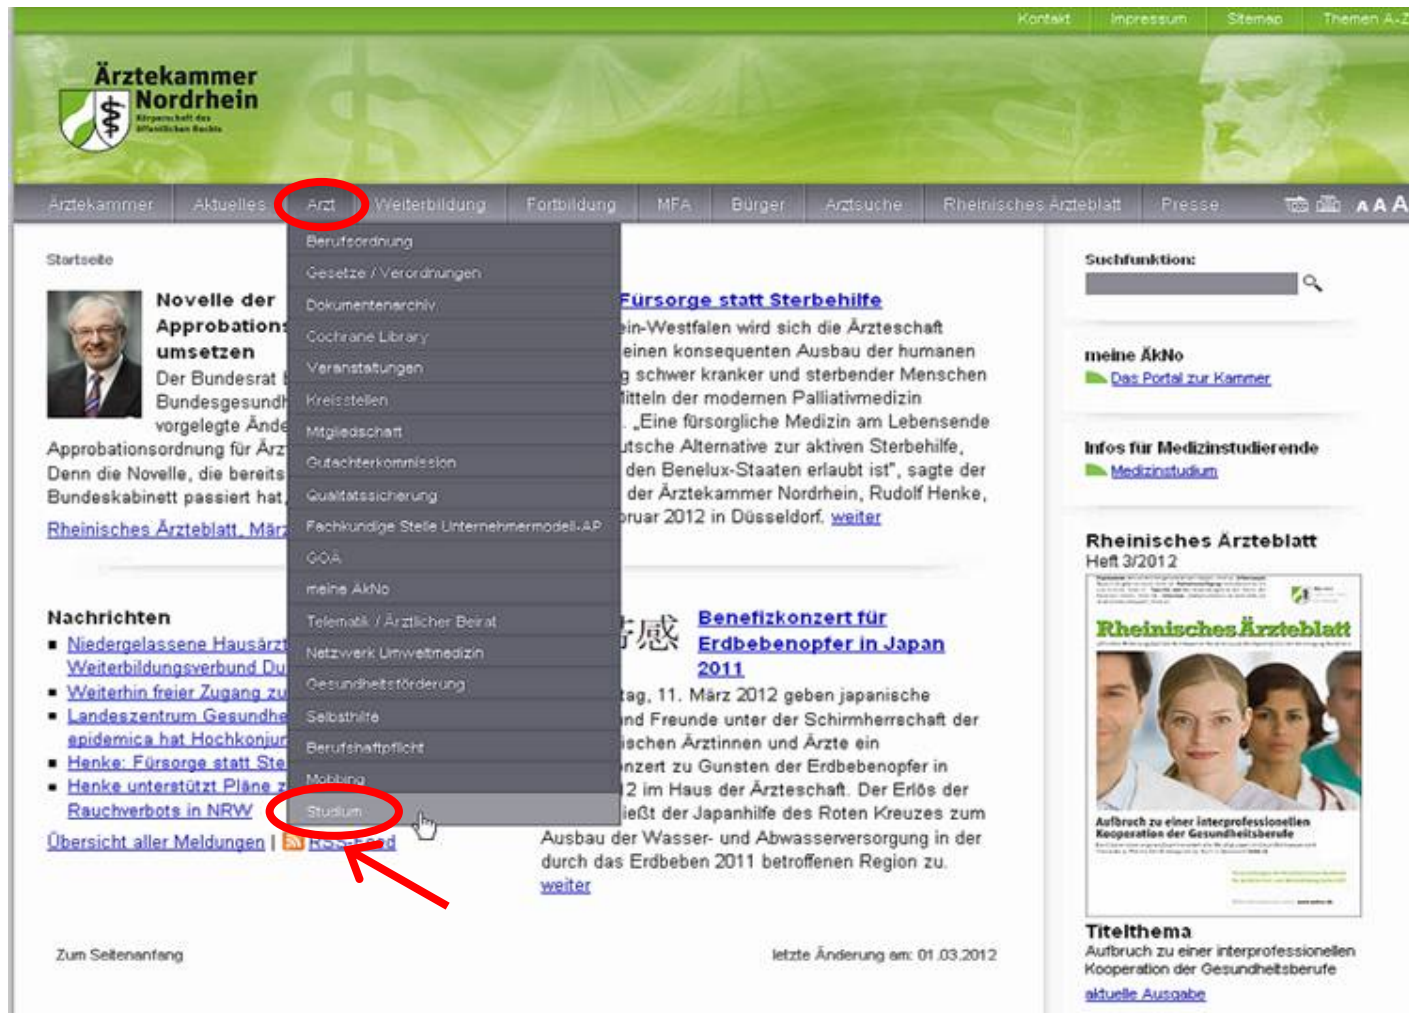 Kontakt Impressum Sitemap Themen A-Z
Ärztekammer
Nordrhein
Körperschaft des
öffentlichen Rechts
Ärztekammer Aktuelles Arzt Weiterbildung Fortbildung MFA Bürger Arztsuche Rheinisches Ärzteblatt Presse A A A
Berufsordnung
Gesetze / Verordnungen
Dokumentenarchiv
Cochrane Library
Veranstaltungen
Kreisstellen
Mitgliedschaft
Gutachterkommission
Qualitätssicherung
Fachkundige Stelle Unternehmermodell-AP
GOÄ
meine ÄkNo
Telematik / Ärztlicher Beirat
Netzwerk Umweltmedizin
Gesundheitsförderung
Selbsthilfe
Berufshaftpflicht
Mobbing
Studium
Startseite
Novelle der
Approbations
umsetzen
Der Bundesrat
Bundesgesundh
vorgelegte Ände
Approbationsordnung für Ärz
Denn die Novelle, die bereits
Bundeskabinett passiert hat,
Rheinisches Ärzteblatt, März
Fürsorge statt Sterbehilfe
ein-Westfalen wird sich die Ärzteschaft
einen konsequenten Ausbau der humanen
g schwer kranker und sterbender Menschen
itteln der modernen Palliativmedizin
. „Eine fürsorgliche Medizin am Lebensende
utsche Alternative zur aktiven Sterbehilfe,
den Benelux-Staaten erlaubt ist", sagte der
der Ärztekammer Nordrhein, Rudolf Henke,
bruar 2012 in Düsseldorf. weiter
Nachrichten
Niedergelassene Hausärzt
Weiterbildungsverbund Du
Weiterhin freier Zugang zu
Landeszentrum Gesundhe
epidemica hat Hochkonjur
Henke: Fürsorge statt Ste
Henke unterstützt Pläne z
Rauchverbots in NRW
Übersicht aller Meldungen | RSS-Feed
感
Benefizkonzert für
Erdbebenopfer in Japan
2011
tag, 11. März 2012 geben japanische
nd Freunde unter der Schirmherrschaft der
ischen Ärztinnen und Ärzte ein
nzert zu Gunsten der Erdbebenopfer in
12 im Haus der Ärzteschaft. Der Erlös der
ießt der Japanhilfe des Roten Kreuzes zum
Ausbau der Wasser- und Abwasserversorgung in der
durch das Erdbeben 2011 betroffenen Region zu.
weiter
Zum Seitenanfang
letzte Änderung am: 01.03.2012
Suchfunktion:
meine ÄkNo
Das Portal zur Kammer
Infos für Medizinstudierende
Medizinstudium
Rheinisches Ärzteblatt
Heft 3/2012
Rheinisches Ärzteblatt
Aufbruch zu einer interprofessionellen
Kooperation der Gesundheitsberufe
Titelthema
Aufbruch zu einer interprofessionellen
Kooperation der Gesundheitsberufe
aktuelle Ausgabe